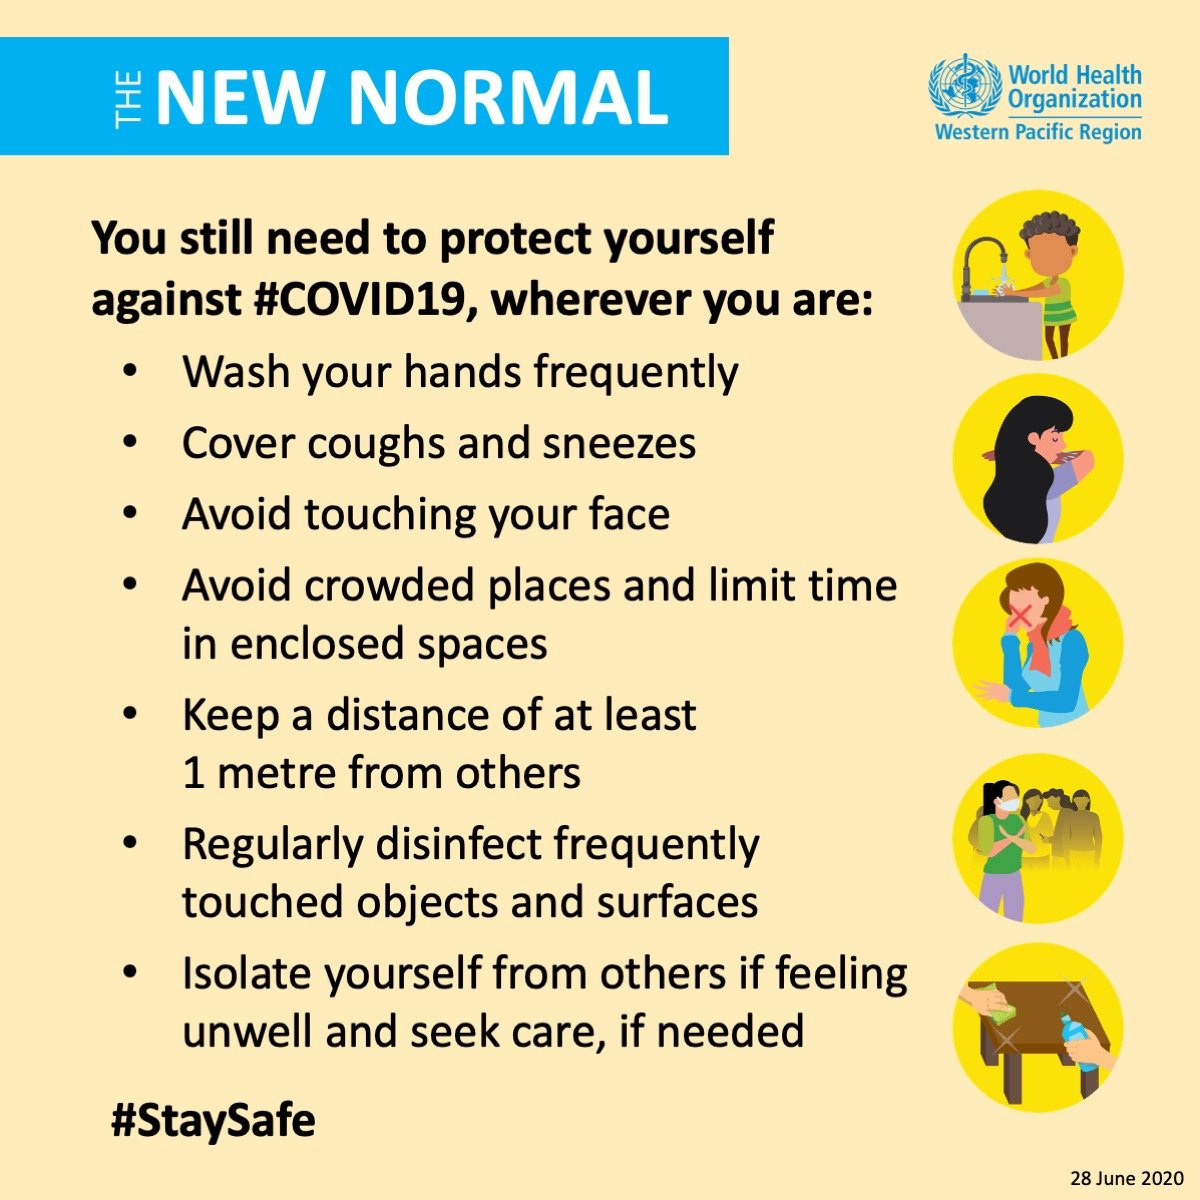 THE NEW NORMAL
World Health
Organization
Western Pacific Region
You still need to protect yourself
against #COVID19, wherever you are:
• Wash your hands frequently
• Cover coughs and sneezes
• Avoid touching your face
• Avoid crowded places and limit time
in enclosed spaces
• Keep a distance of at least
1 metre from others
• Regularly disinfect frequently
touched objects and surfaces
• Isolate yourself from others if feeling
unwell and seek care, if needed
#StaySafe
28 June 2020